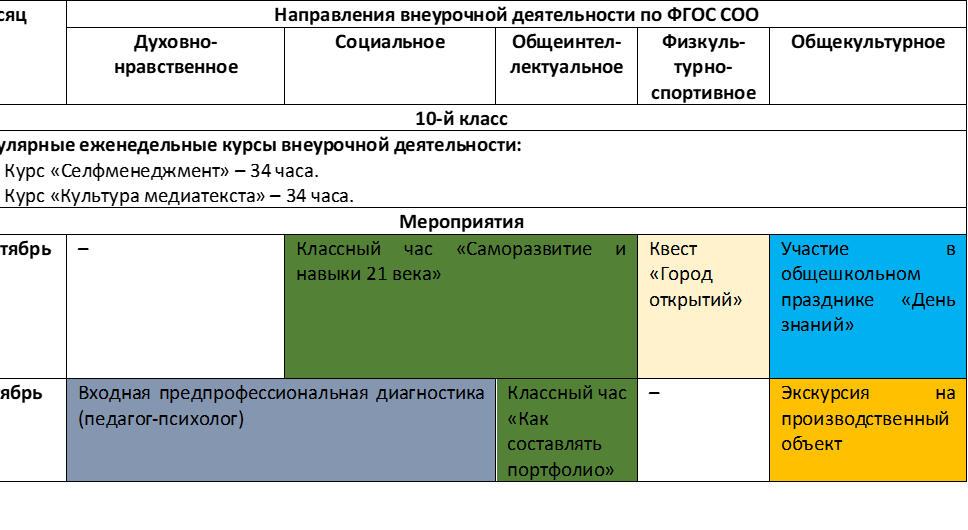 сяц
Направления внеурочной деятельности по ФГОС СОО
Духовно-
нравственное
Социальное
Общеинтел-
лектуальное
Физкуль-
турно-
спортивное
Общекультурное
10-й класс
улярные еженедельные курсы внеурочной деятельности:
Курс «Селфменеджмент» – 34 часа.
Курс «Культура медиатекста» – 34 часа.
Мероприятия
тябрь
–
Классный час «Саморазвитие и
навыки 21 века»
Квест
«Город
открытий»
Участие в
общешкольном
празднике «День
знаний»
ябрь
Входная предпрофессиональная диагностика
(педагог-психолог)
Классный час
«Как
составлять
портфолио»
–
Экскурсия на
производственный
объект